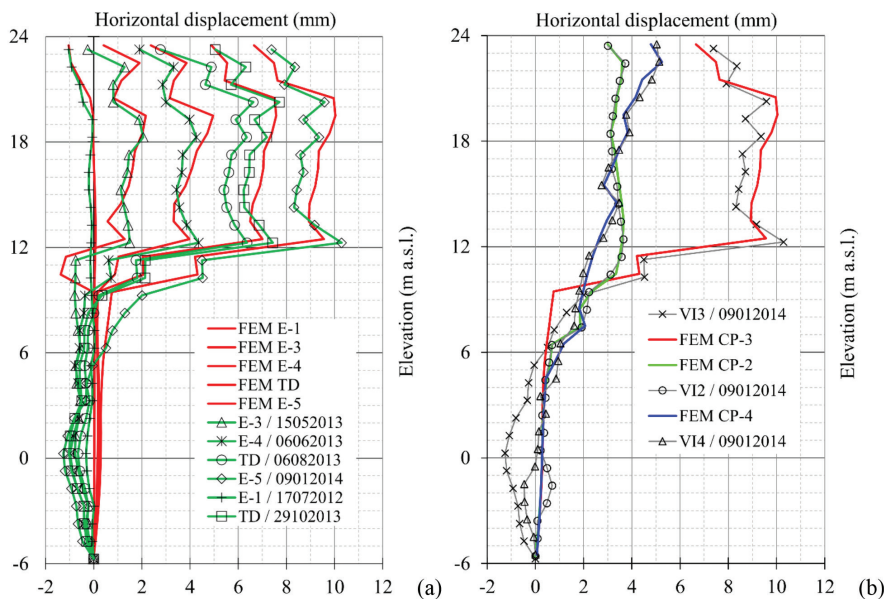 Horizontal displacement (mm)
24
18
12
6
0
-6
-2 0 2 4 6 8 10 12
Elevation (m a.s.l.)
FEM E-1
FEM E-3
FEM E-4
FEM TD
FEM E-5
E-3 / 15052013
E-4 / 06062013
TD / 06082013
E-5 / 09012014
E-1 / 17072012
TD / 29102013
(a)
Horizontal displacement (mm)
24
18
12
6
0
-6
-2 0 2 4 6 8 10 12
Elevation (m a.s.l.)
VI3 / 09012014
FEM CP-3
FEM CP-2
VI2 / 09012014
FEM CP-4
VI4 / 09012014
(b)